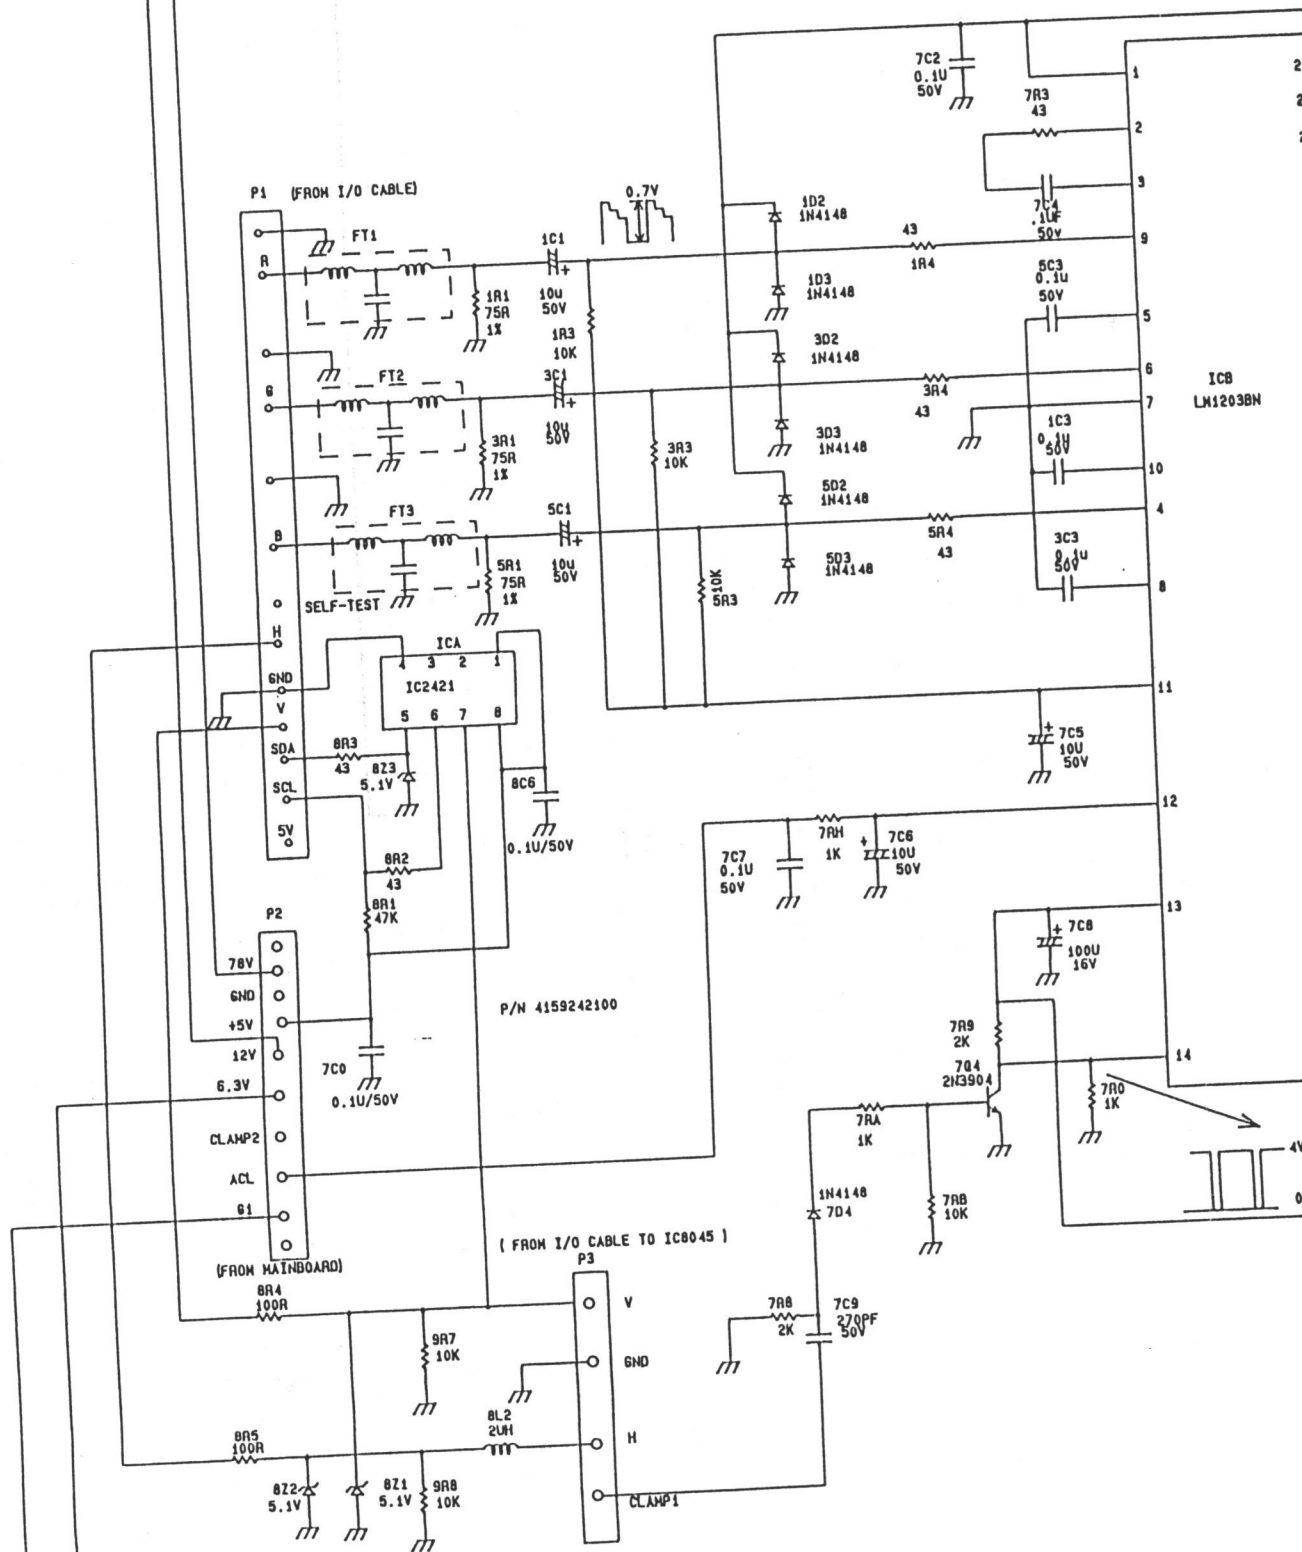 7C2
0.1U
50V
1
7R3
43
2
3
7C4
.1UF
50V
9
P1 (FROM I/O CABLE)
0.7V
1D2
1N4148
43
1R4
R
FT1
1C1
10U
50V
1R1
75R
1%
1R3
10K
1D3
1N4148
5C3
0.1U
50V
5
3D2
1N4148
6
G
FT2
3C1
10U
50V
3R4
43
7
ICB
LM1203BN
3R1
75R
1%
3R3
10K
3D3
1N4148
1C3
0.1U
50V
10
5D2
1N4148
4
B
FT3
5C1
10U
50V
5R4
43
5R1
75R
1%
10K
5R3
5D3
1N4148
3C3
0.1U
50V
8
SELF-TEST
H
ICA
4 3 2 1
IC2421
5 6 7 8
GND
V
11
SDA
8R3
43
8Z3
5.1V
7C5
10U
50V
SCL
8C6
0.1U/50V
5V
12
7RH
1K
7C6
10U
50V
7C7
0.1U
50V
8R2
43
8R1
47K
P2
13
7C8
100U
16V
78V
GND
+5V
12V
P/N 4159242100
7C0
0.1U/50V
7R9
2K
14
7Q4
2N3904
7R0
1K
6.3V
7RA
1K
CLAMP2
ACL
4V
0
G1
1N4148
7D4
7RB
10K
(FROM MAINBOARD)
( FROM I/O CABLE TO IC8045 )
P3
8R4
100R
V
7R8
2K
7C9
270PF
50V
9R7
10K
GND
8L2
2UH
H
8R5
100R
8Z2
5.1V
8Z1
5.1V
9R8
10K
CLAMP1